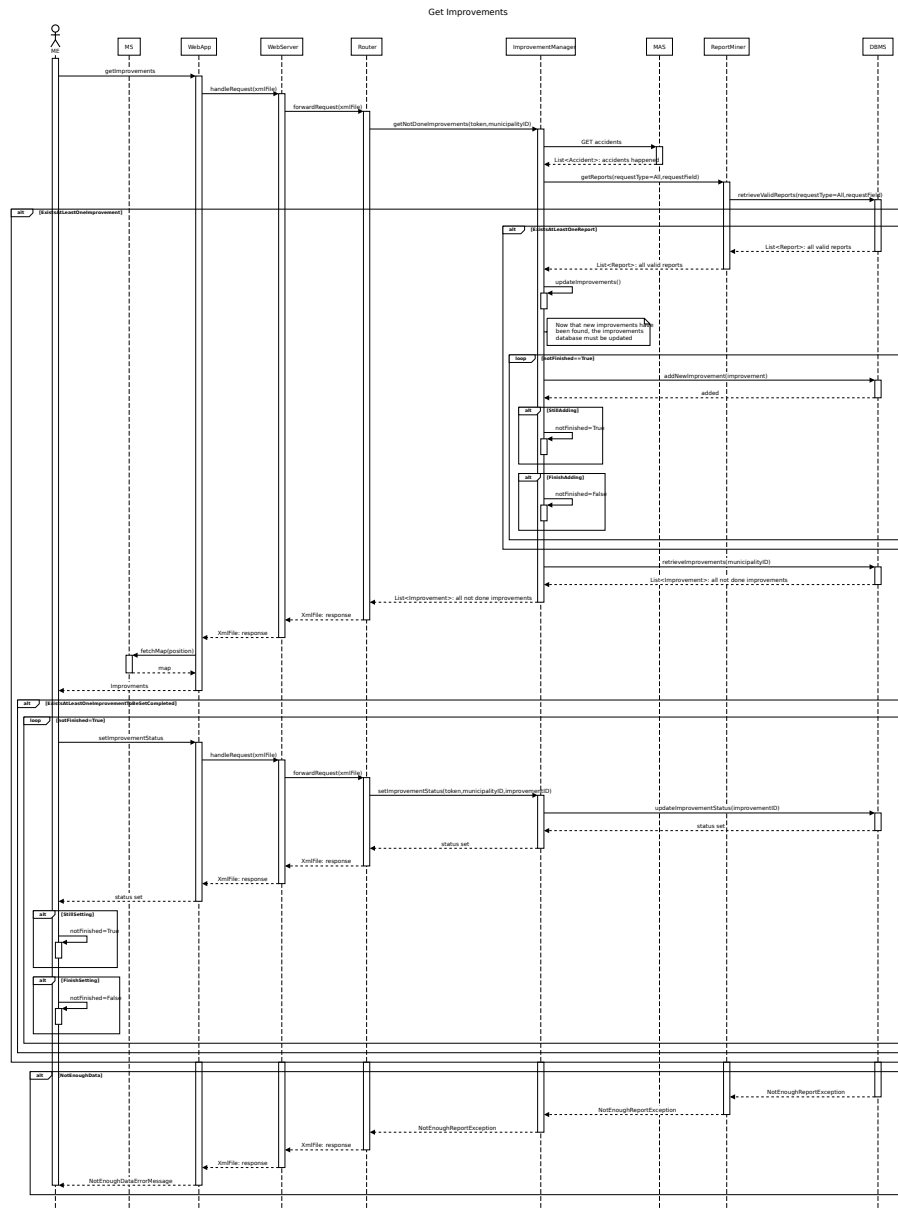 Get Improvements
ME
MS
WebApp
WebServer
Router
ImprovementManager
MAS
ReportMiner
DBMS
getImprovements
handleRequest(xmlFile)
forwardRequest(xmlFile)
getNotDoneImprovements(token,municipalityID)
GET accidents
List<Accident>: accidents happened
getReports(requestType=All,requestField)
retrieveValidReports(requestType=All,requestField)
alt [ExistsAtLeastOneImprovement]
alt [ExistsAtLeastOneReport]
List<Report>: all valid reports
List<Report>: all valid reports
updateImprovements()
Now that new improvements have
been found, the improvements
database must be updated
loop [notFinished==True]
addNewImprovement(improvement)
added
alt [StillAdding]
notFinished=True
alt [FinishAdding]
notFinished=False
retrieveImprovements(municipalityID)
List<Improvement>: all not done improvements
List<Improvement>: all not done improvements
XmlFile: response
XmlFile: response
fetchMap(position)
map
Improvments
alt [ExistsAtLeastOneImprovementToBeSetCompleted]
loop [notFinished=True]
setImprovementStatus
handleRequest(xmlFile)
forwardRequest(xmlFile)
setImprovementStatus(token,municipalityID,improvementID)
updateImprovementStatus(improvementID)
status set
status set
XmlFile: response
XmlFile: response
status set
alt [StillSetting]
notFinished=True
alt [FinishSetting]
notFinished=False
alt [NotEnoughData]
NotEnoughReportException
NotEnoughReportException
NotEnoughReportException
XmlFile: response
XmlFile: response
NotEnoughDataErrorMessage